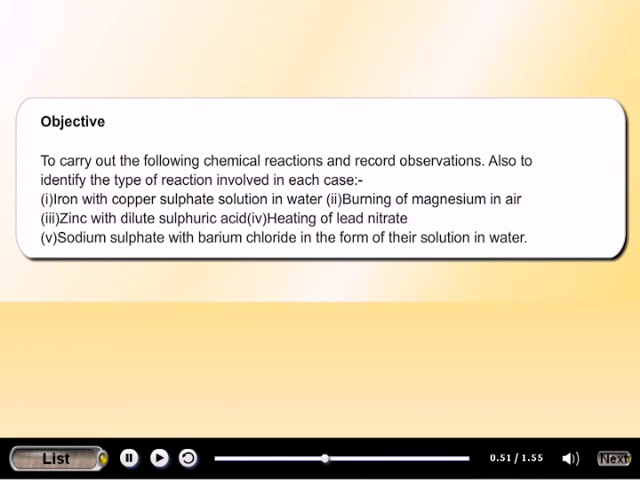 Objective
To carry out the following chemical reactions and record observations. Also to
identify the type of reaction involved in each case:-
(i)Iron with copper sulphate solution in water (ii)Burning of magnesium in air
(iii)Zinc with dilute sulphuric acid(iv)Heating of lead nitrate
(v)Sodium sulphate with barium chloride in the form of their solution in water.
List
0.51 / 1.55
Next